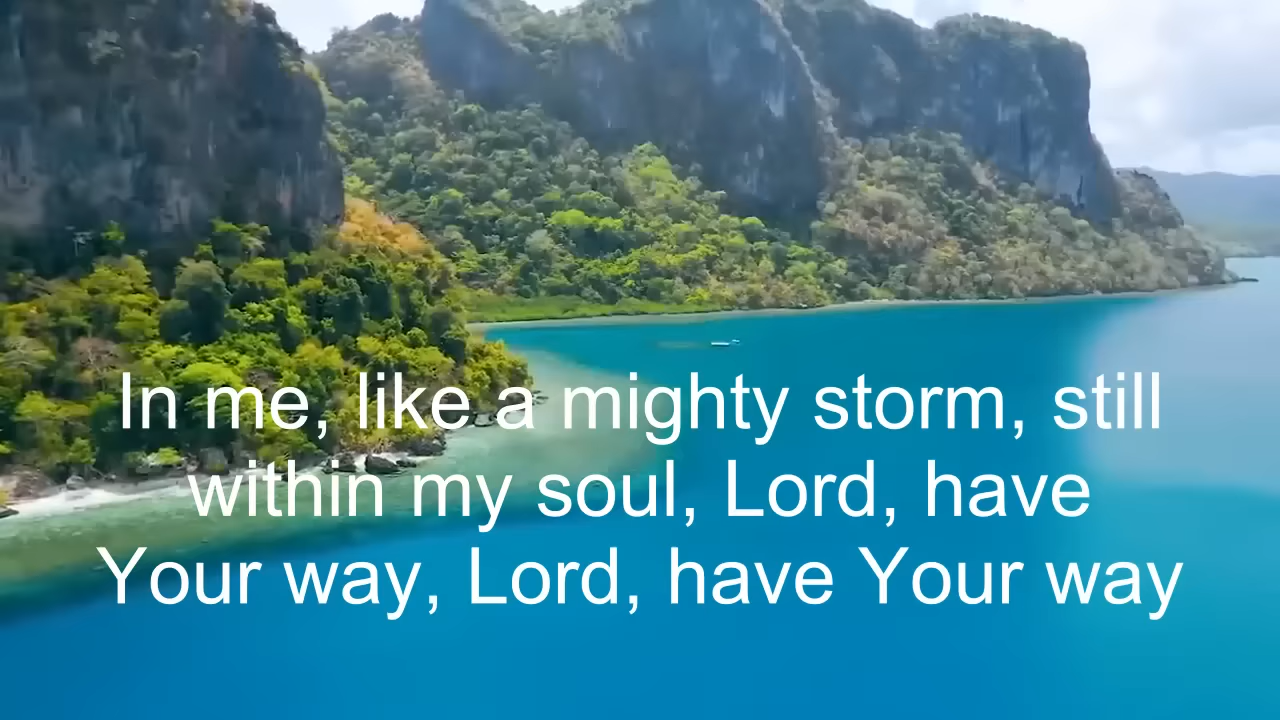 In me, like a mighty storm, still
within my soul, Lord, have
Your way, Lord, have Your way